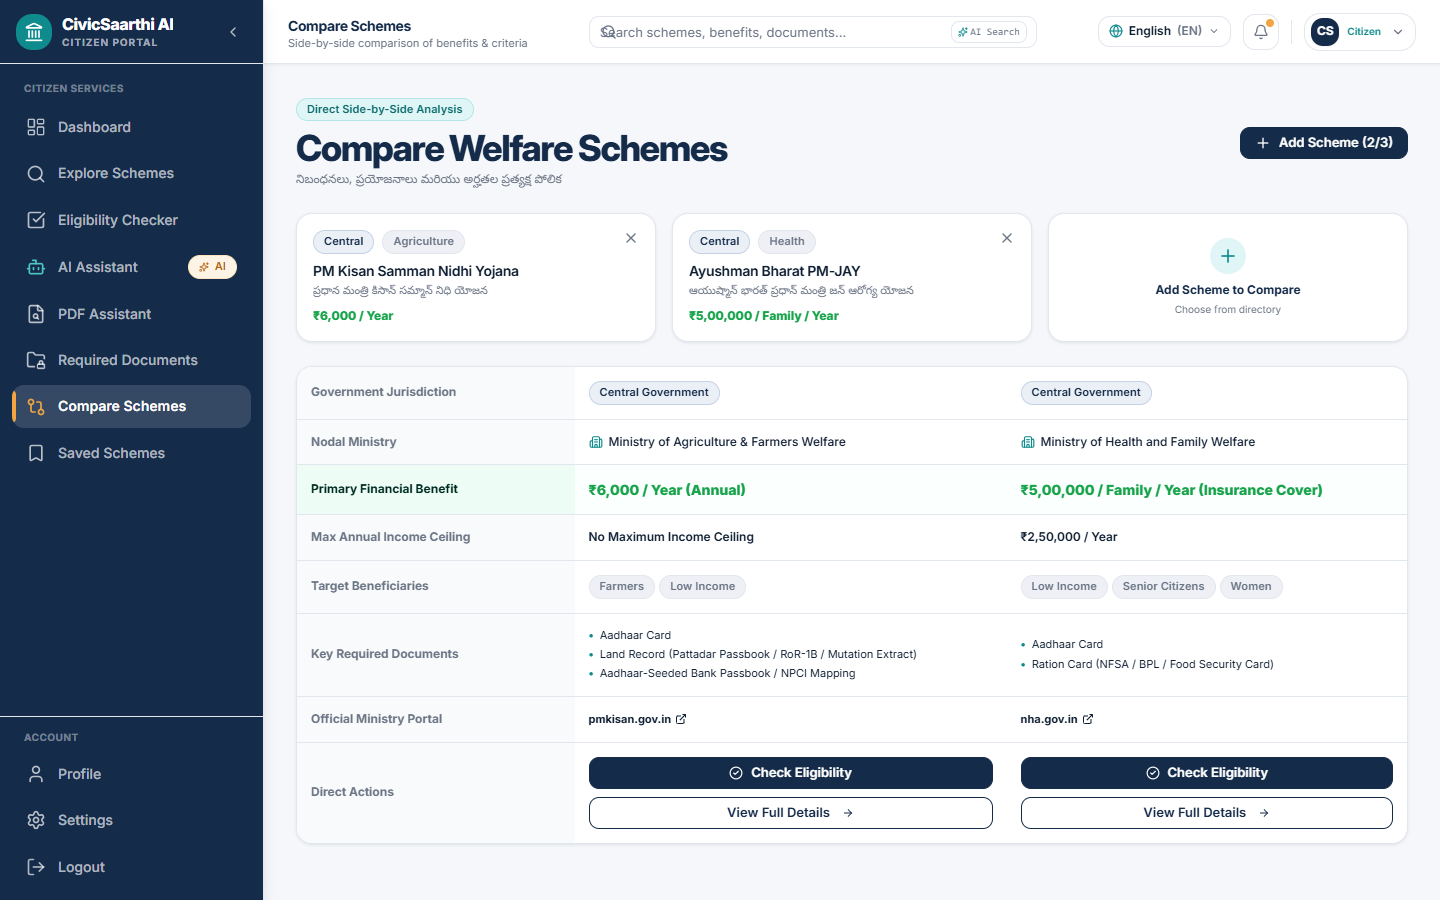 CivicSaarthi AI
CITIZEN PORTAL
CITIZEN SERVICES
Dashboard
Explore Schemes
Eligibility Checker
AI Assistant
AI
PDF Assistant
Required Documents
Compare Schemes
Saved Schemes
ACCOUNT
Profile
Settings
Logout
Compare Schemes
Side-by-side comparison of benefits & criteria
Search schemes, benefits, documents...
AI Search
English (EN)
CS
Citizen
Direct Side-by-Side Analysis
Compare Welfare Schemes
నిబంధనలు, ప్రయోజనాలు మరియు అర్హతల ప్రత్యక్ష పోలిక
Add Scheme (2/3)
Central Agriculture
PM Kisan Samman Nidhi Yojana
ప్రధాన మంత్రి కిసాన్ సమ్మాన్ నిధి యోజన
₹6,000 / Year
Central Health
Ayushman Bharat PM-JAY
ఆయుష్మాన్ భారత్ ప్రధాన్ మంత్రి జన్ ఆరోగ్య యోజన
₹5,00,000 / Family / Year
Add Scheme to Compare
Choose from directory
Government Jurisdiction
Central Government
Central Government
Nodal Ministry
Ministry of Agriculture & Farmers Welfare
Ministry of Health and Family Welfare
Primary Financial Benefit
₹6,000 / Year (Annual)
₹5,00,000 / Family / Year (Insurance Cover)
Max Annual Income Ceiling
No Maximum Income Ceiling
₹2,50,000 / Year
Target Beneficiaries
Farmers Low Income
Low Income Senior Citizens Women
Key Required Documents
• Aadhaar Card
• Land Record (Pattadar Passbook / RoR-1B / Mutation Extract)
• Aadhaar-Seeded Bank Passbook / NPCI Mapping
• Aadhaar Card
• Ration Card (NFSA / BPL / Food Security Card)
Official Ministry Portal
pmkisan.gov.in
nha.gov.in
Direct Actions
Check Eligibility
View Full Details →
Check Eligibility
View Full Details →